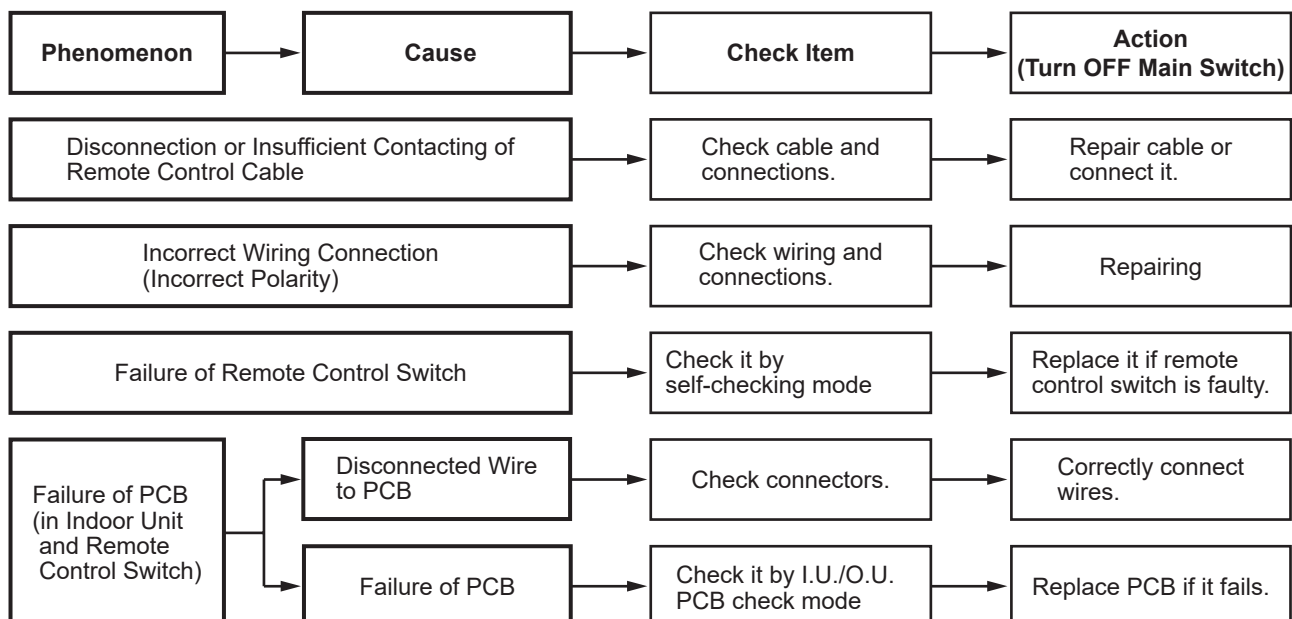 Phenomenon
Cause
Check Item
Action
(Turn OFF Main Switch)
Disconnection or Insufficient Contacting of
Remote Control Cable
Check cable and
connections.
Repair cable or
connect it.
Incorrect Wiring Connection
(Incorrect Polarity)
Check wiring and
connections.
Repairing
Failure of Remote Control Switch
Check it by
self-checking mode
Replace it if remote
control switch is faulty.
Failure of PCB
(in Indoor Unit
and Remote
Control Switch)
Disconnected Wire
to PCB
Check connectors.
Correctly connect
wires.
Failure of PCB
Check it by I.U./O.U.
PCB check mode
Replace PCB if it fails.